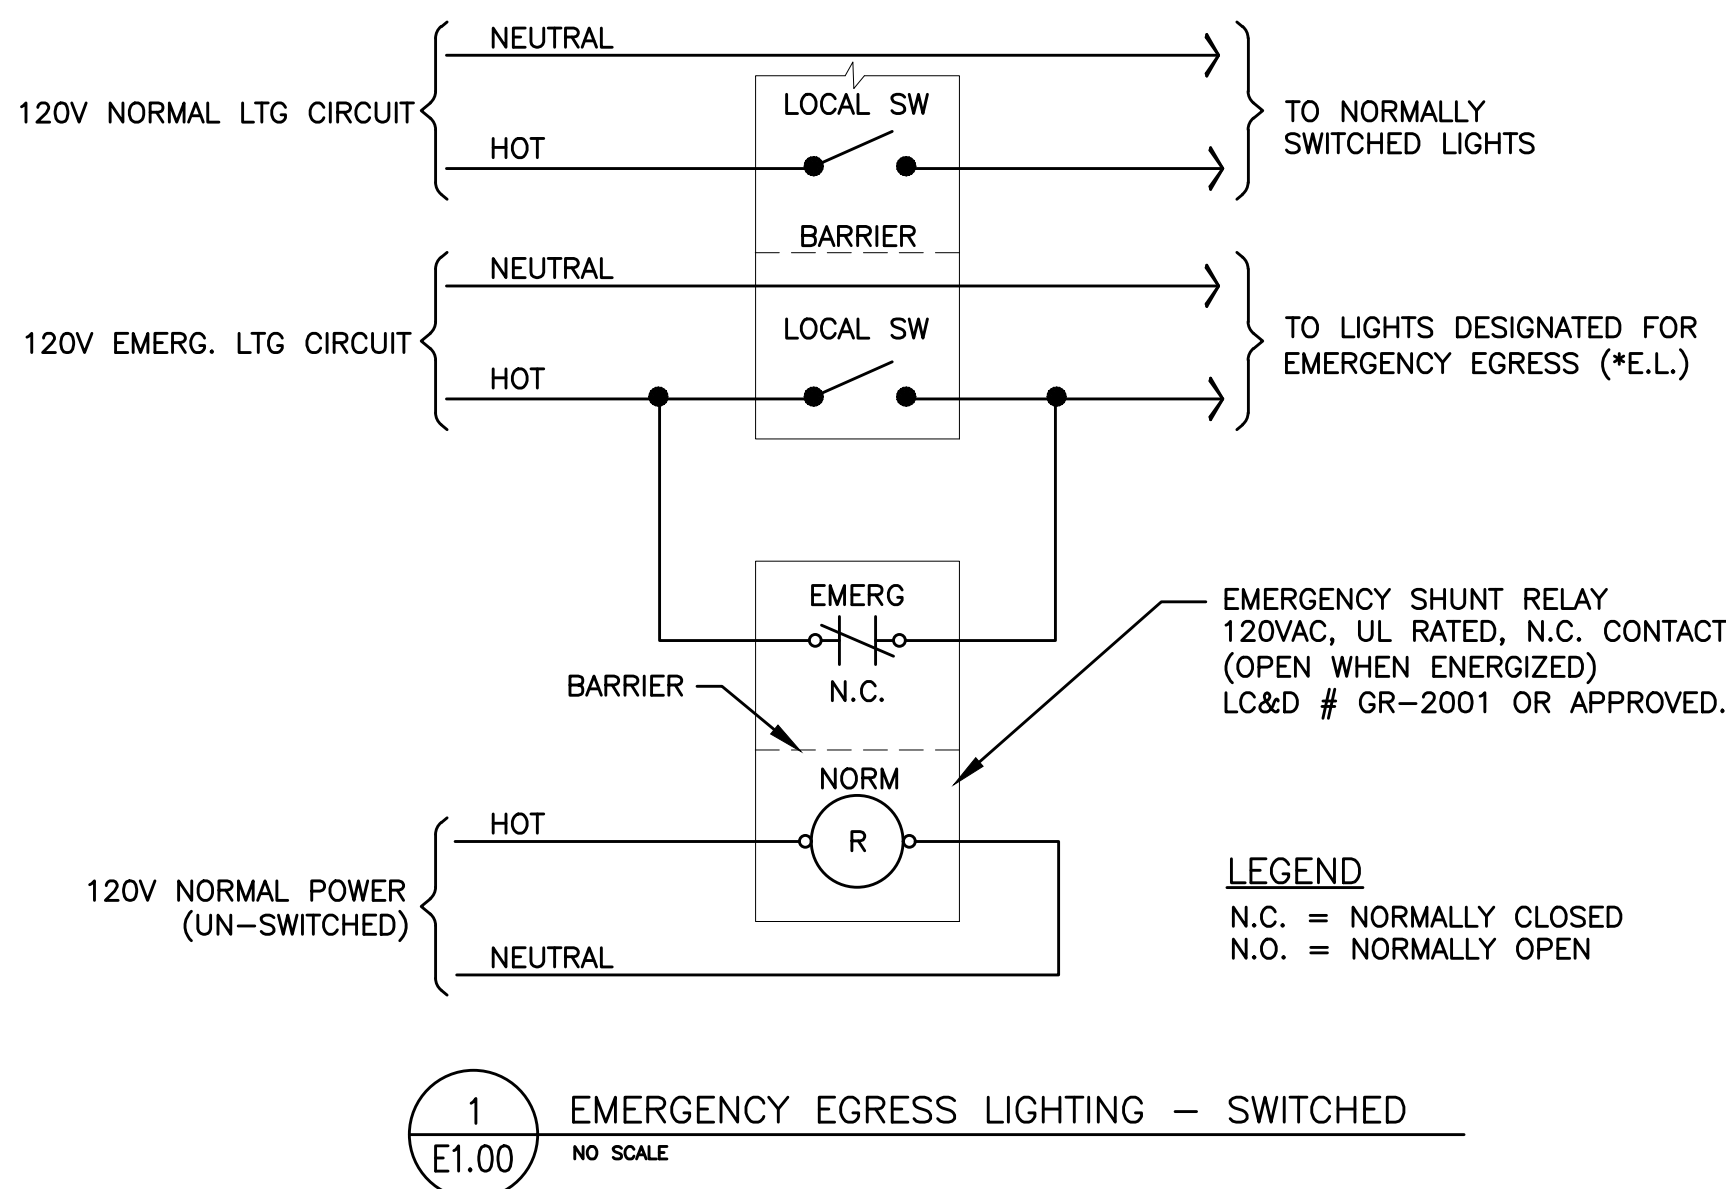 NEUTRAL
LOCAL SW
120V NORMAL LTG CIRCUIT
HOT
TO NORMALLY
SWITCHED LIGHTS
BARRIER
NEUTRAL
LOCAL SW
120V EMERG. LTG CIRCUIT
HOT
TO LIGHTS DESIGNATED FOR
EMERGENCY EGRESS (*E.L.)
EMERG
N.C.
BARRIER
EMERGENCY SHUNT RELAY
120VAC, UL RATED, N.C. CONTACT
(OPEN WHEN ENERGIZED)
LC&D # GR-2001 OR APPROVED.
NORM
R
HOT
120V NORMAL POWER
(UN-SWITCHED)
NEUTRAL
LEGEND
N.C. = NORMALLY CLOSED
N.O. = NORMALLY OPEN
1
E1.00
EMERGENCY EGRESS LIGHTING - SWITCHED
NO SCALE